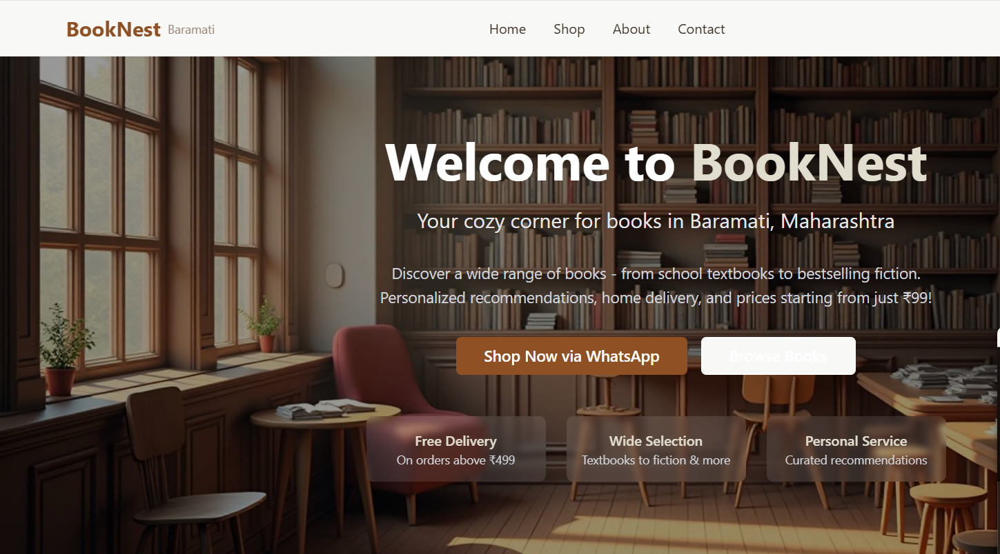 BookNest Baramati
Home Shop About Contact
Welcome to BookNest
Your cozy corner for books in Baramati, Maharashtra
Discover a wide range of books - from school textbooks to bestselling fiction.
Personalized recommendations, home delivery, and prices starting from just ₹99!
Shop Now via WhatsApp
Browse Books
Free Delivery
On orders above ₹499
Wide Selection
Textbooks to fiction & more
Personal Service
Curated recommendations